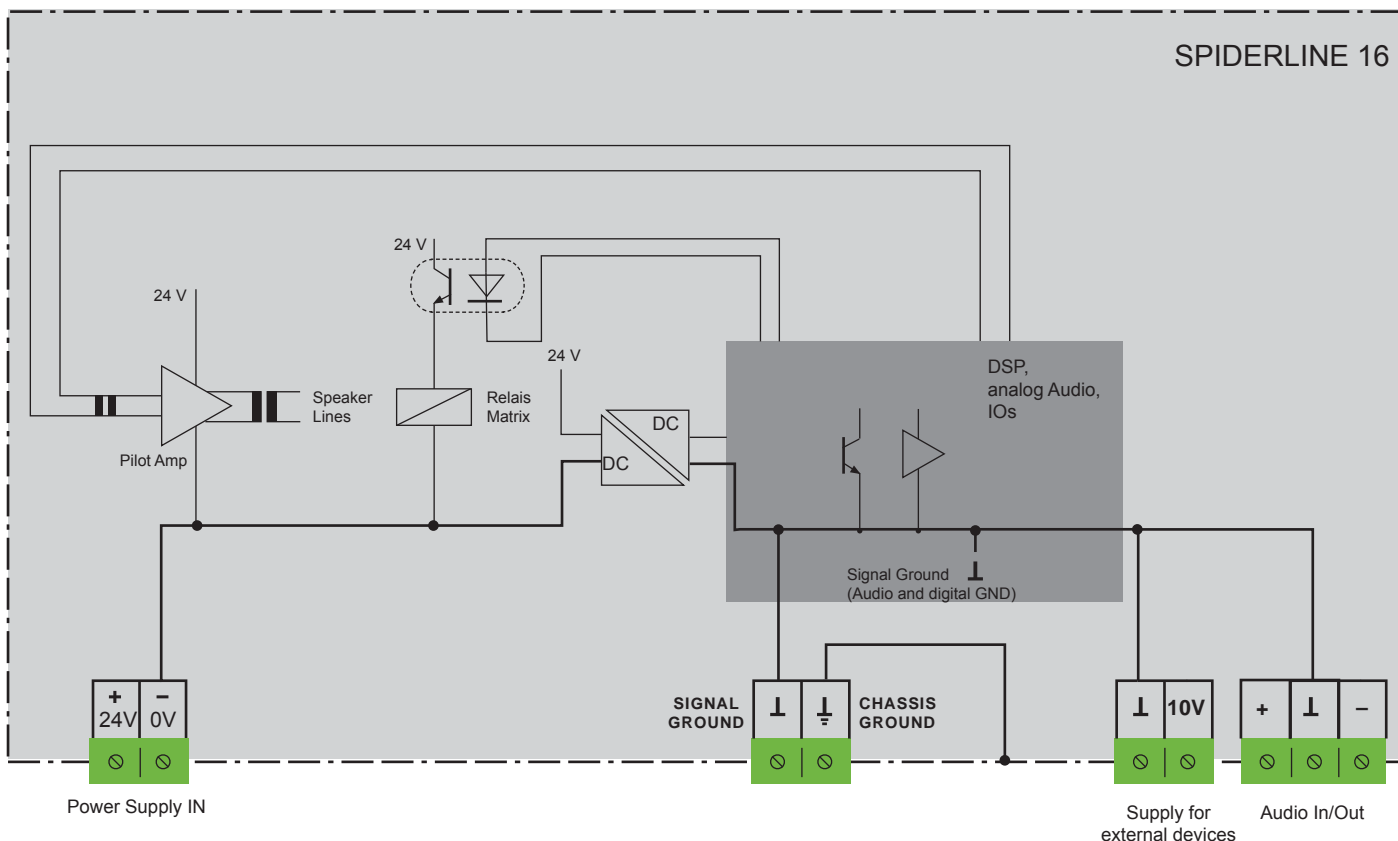 SPIDERLINE 16
24 V
24 V
24 V
Speaker
Lines
Relais
Matrix
Pilot Amp
DC
DC
DSP,
analog Audio,
IOs
Signal Ground
(Audio and digital GND)
+
24V
−
0V
SIGNAL
GROUND
CHASSIS
GROUND
10V
+
−
Power Supply IN
Supply for
external devices
Audio In/Out